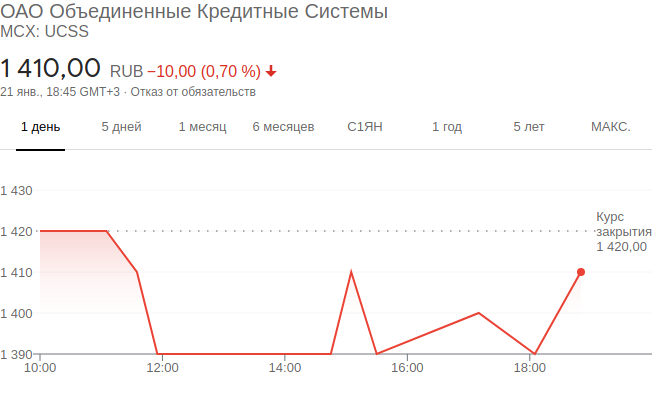 ОАО Объединенные Кредитные Системы
MCX: UCSS
1 410,00 RUB −10,00 (0,70 %) ↓
21 янв., 18:45 GMT+3 · Отказ от обязательств
1 день 5 дней 1 месяц 6 месяцев С1ЯН 1 год 5 лет МАКС.
1 430
Курс
1 420 закрытия
1 420,00
1 410
1 400
1 390
10:00 12:00 14:00 16:00 18:00